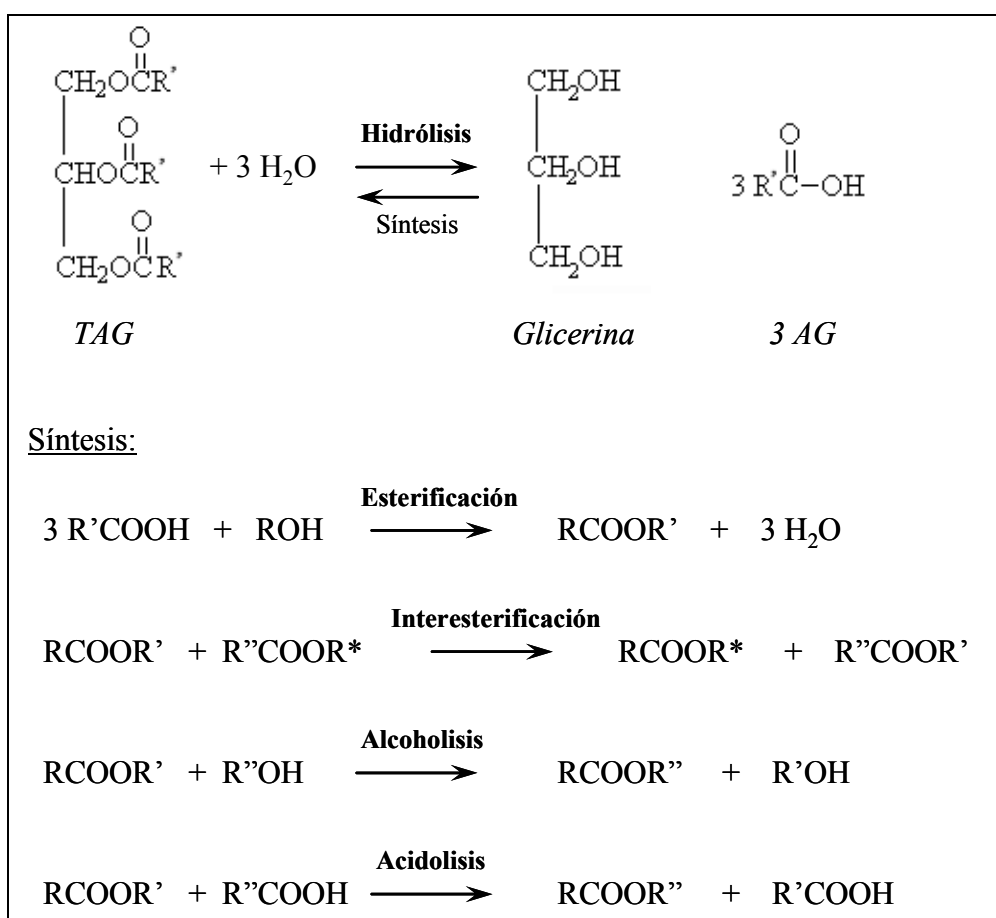 O
CH₂OCR’
O
CHOCR’
O
CH₂OCR’
+ 3 H₂O
Hidrólisis
Síntesis
CH₂OH
CH₂OH
CH₂OH
O
3 R’C–OH
TAG
Glicerina
3 AG
Síntesis:
Esterificación
3 R’COOH + ROH RCOOR’ + 3 H₂O
Interesterificación
RCOOR’ + R”COOR* RCOOR* + R”COOR’
Alcoholisis
RCOOR’ + R”OH RCOOR” + R’OH
Acidolisis
RCOOR’ + R”COOH RCOOR” + R’COOH